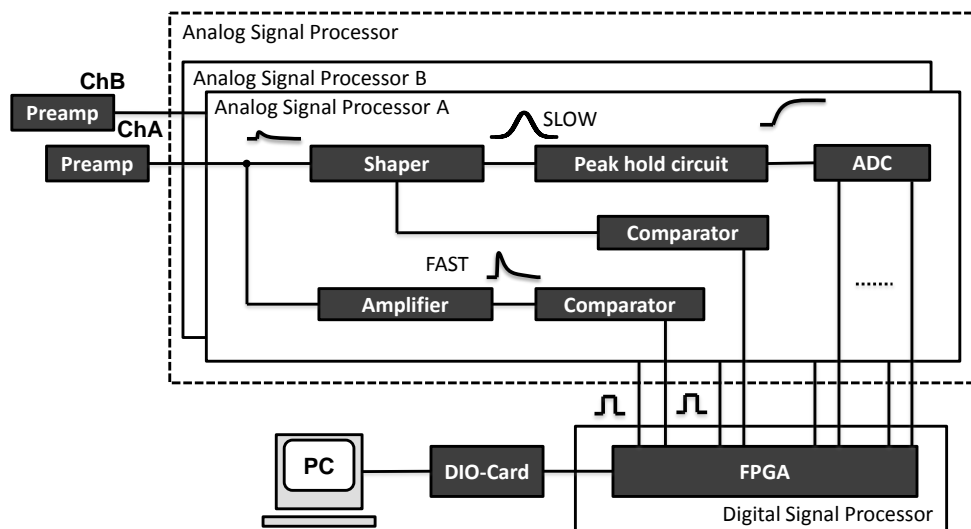 Analog Signal Processor
Analog Signal Processor B
Analog Signal Processor A
ChB
Preamp
ChA
Preamp
SLOW
Shaper
Peak hold circuit
ADC
Comparator
FAST
Amplifier
Comparator
........
PC
DIO-Card
FPGA
Digital Signal Processor